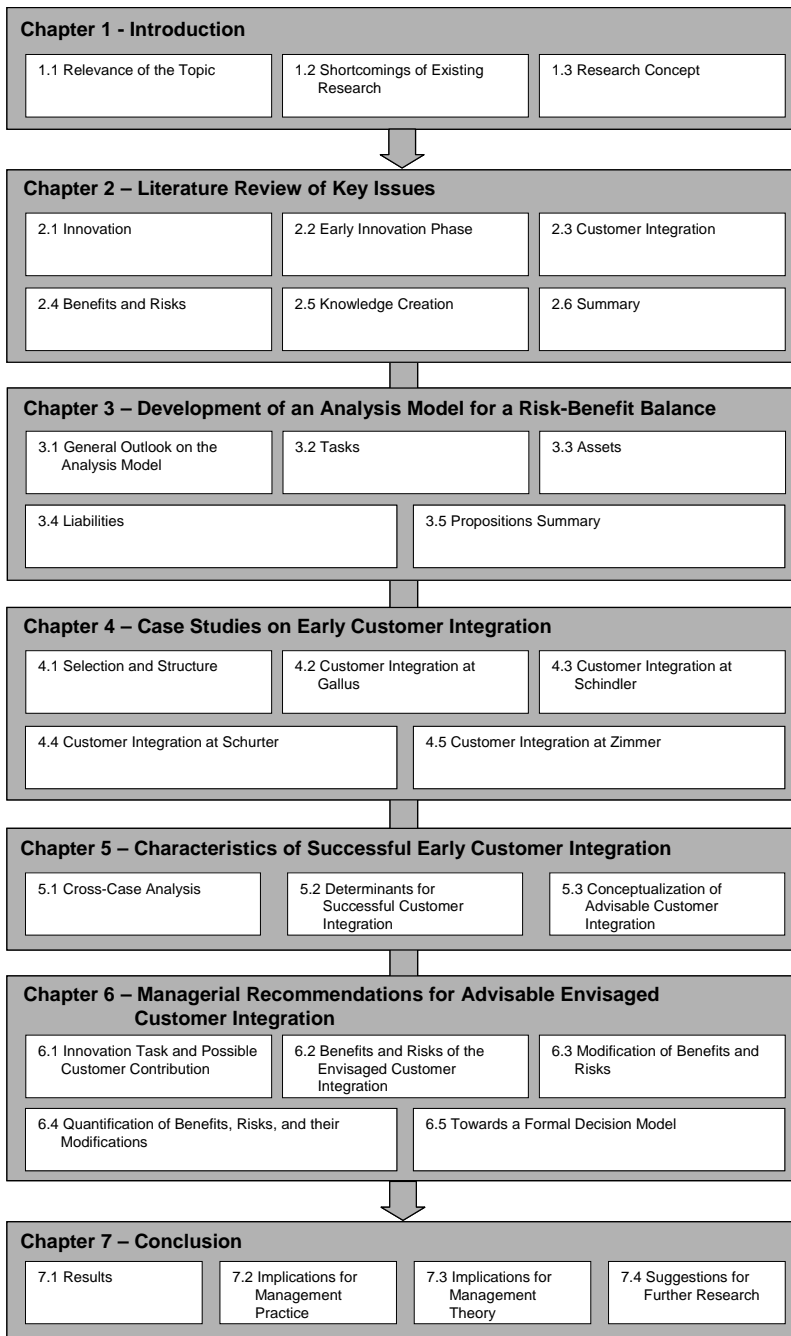 Chapter 1 - Introduction
1.1 Relevance of the Topic
1.2 Shortcomings of Existing
Research
1.3 Research Concept
Chapter 2 – Literature Review of Key Issues
2.1 Innovation
2.2 Early Innovation Phase
2.3 Customer Integration
2.4 Benefits and Risks
2.5 Knowledge Creation
2.6 Summary
Chapter 3 – Development of an Analysis Model for a Risk-Benefit Balance
3.1 General Outlook on the
Analysis Model
3.2 Tasks
3.3 Assets
3.4 Liabilities
3.5 Propositions Summary
Chapter 4 – Case Studies on Early Customer Integration
4.1 Selection and Structure
4.2 Customer Integration at
Gallus
4.3 Customer Integration at
Schindler
4.4 Customer Integration at Schurter
4.5 Customer Integration at Zimmer
Chapter 5 – Characteristics of Successful Early Customer Integration
5.1 Cross-Case Analysis
5.2 Determinants for
Successful Customer
Integration
5.3 Conceptualization of
Advisable Customer
Integration
Chapter 6 – Managerial Recommendations for Advisable Envisaged
Customer Integration
6.1 Innovation Task and Possible
Customer Contribution
6.2 Benefits and Risks of the
Envisaged Customer
Integration
6.3 Modification of Benefits and
Risks
6.4 Quantification of Benefits, Risks, and their
Modifications
6.5 Towards a Formal Decision Model
Chapter 7 – Conclusion
7.1 Results
7.2 Implications for
Management
Practice
7.3 Implications for
Management
Theory
7.4 Suggestions for
Further Research